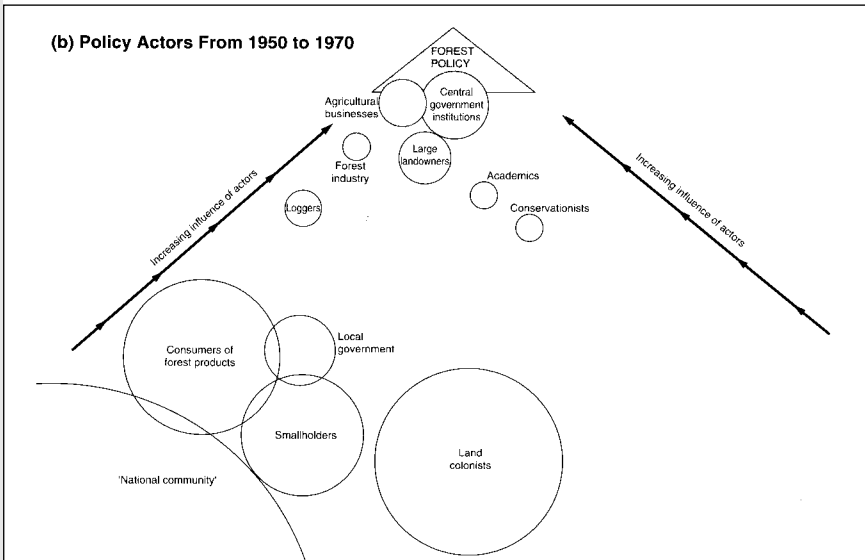 (b) Policy Actors From 1950 to 1970
FOREST
POLICY
Agricultural
businesses
Central
government
institutions
Large
landowners
Forest
industry
Loggers
Academics
Conservationists
Increasing influence of actors
Increasing influence of actors
Consumers of
forest products
Local
government
Smallholders
Land
colonists
'National community'